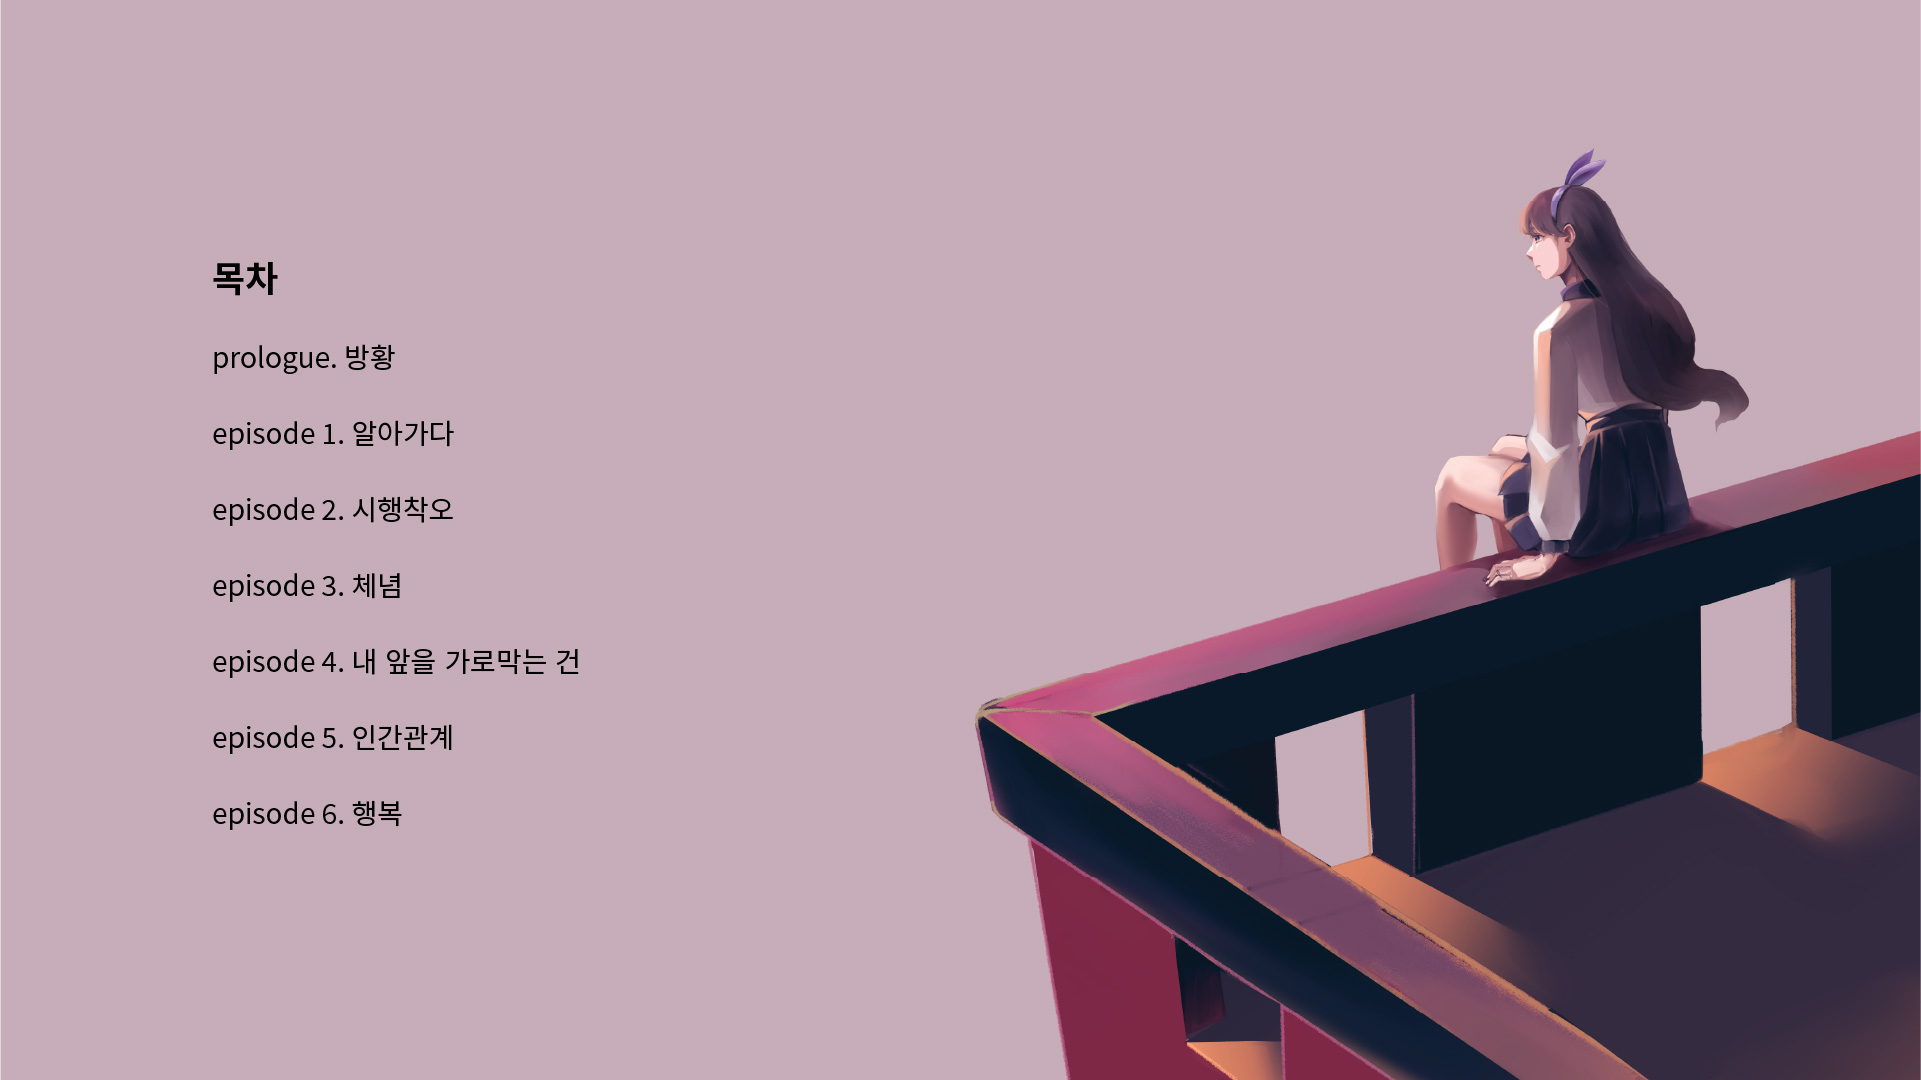 목차
prologue. 방황
episode 1. 알아가다
episode 2. 시행착오
episode 3. 체념
episode 4. 내 앞을 가로막는 건
episode 5. 인간관계
episode 6. 행복